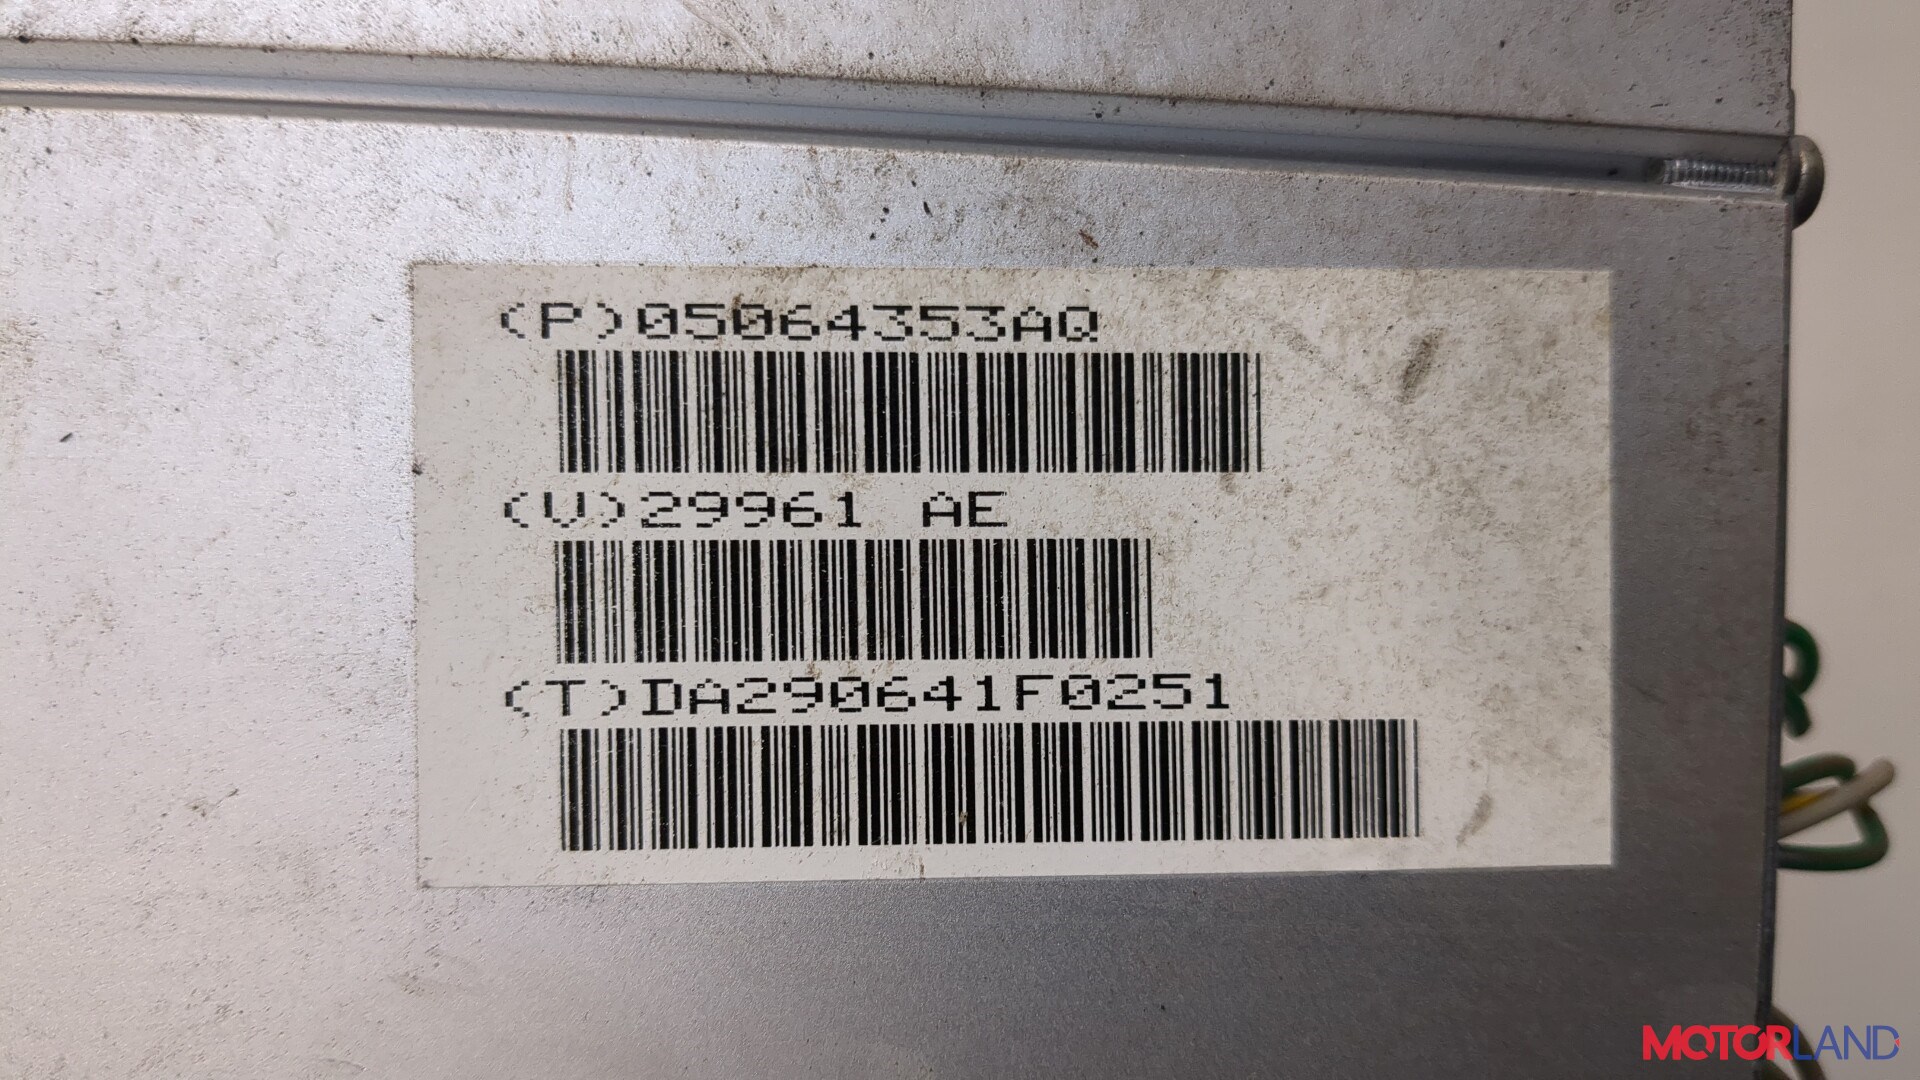 (P)05064353AQ
(V)29961 AE
(T)DA290641F0251
MOTORLAND